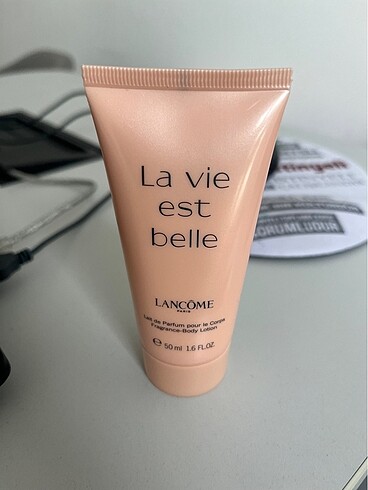 La vie
est
belle
LANCÔME
PARIS
Lait de Parfum pour le Corps
Fragrance-Body Lotion
℮ 50 ml 1.6 FL.OZ.